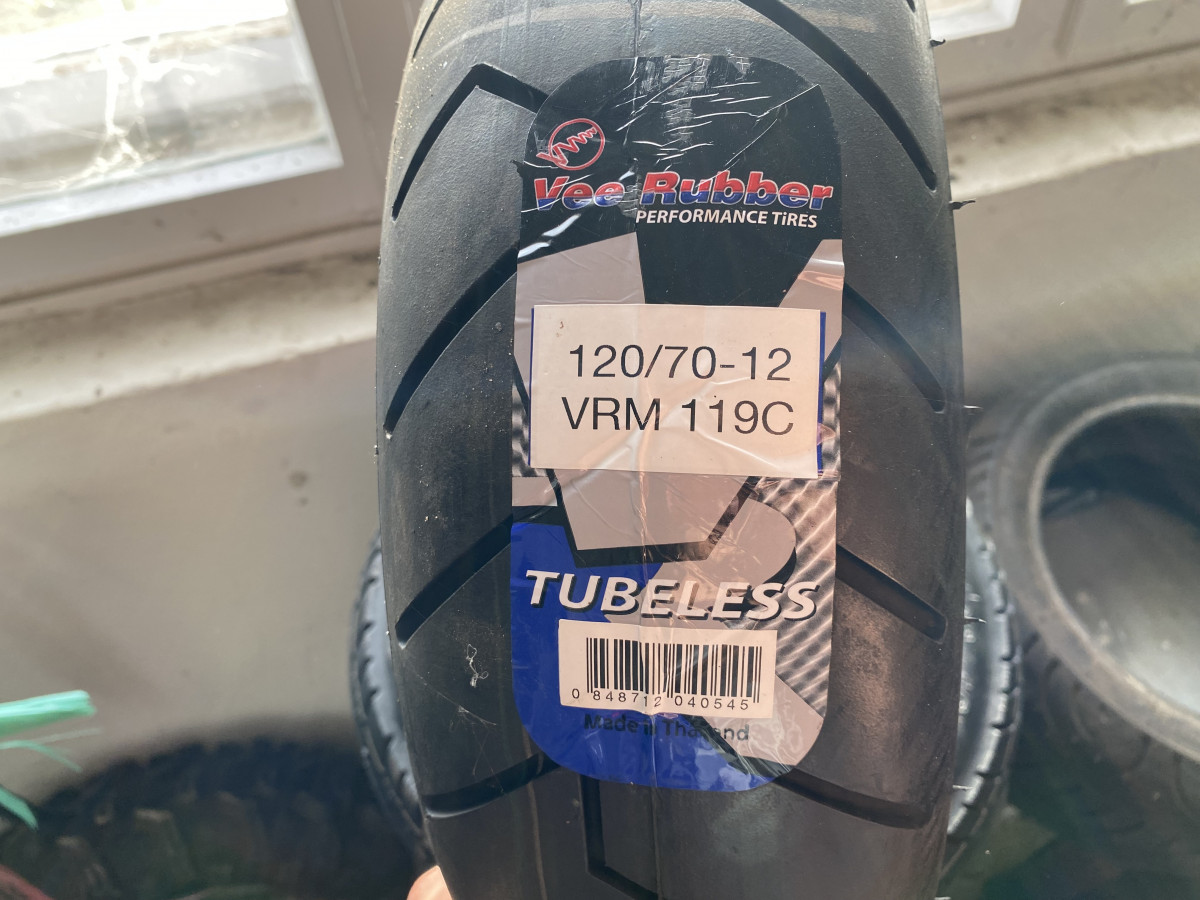 Vee Rubber
PERFORMANCE TiRES
120/70-12
VRM 119C
TUBELESS
0 848712 040545
Made in Thailand